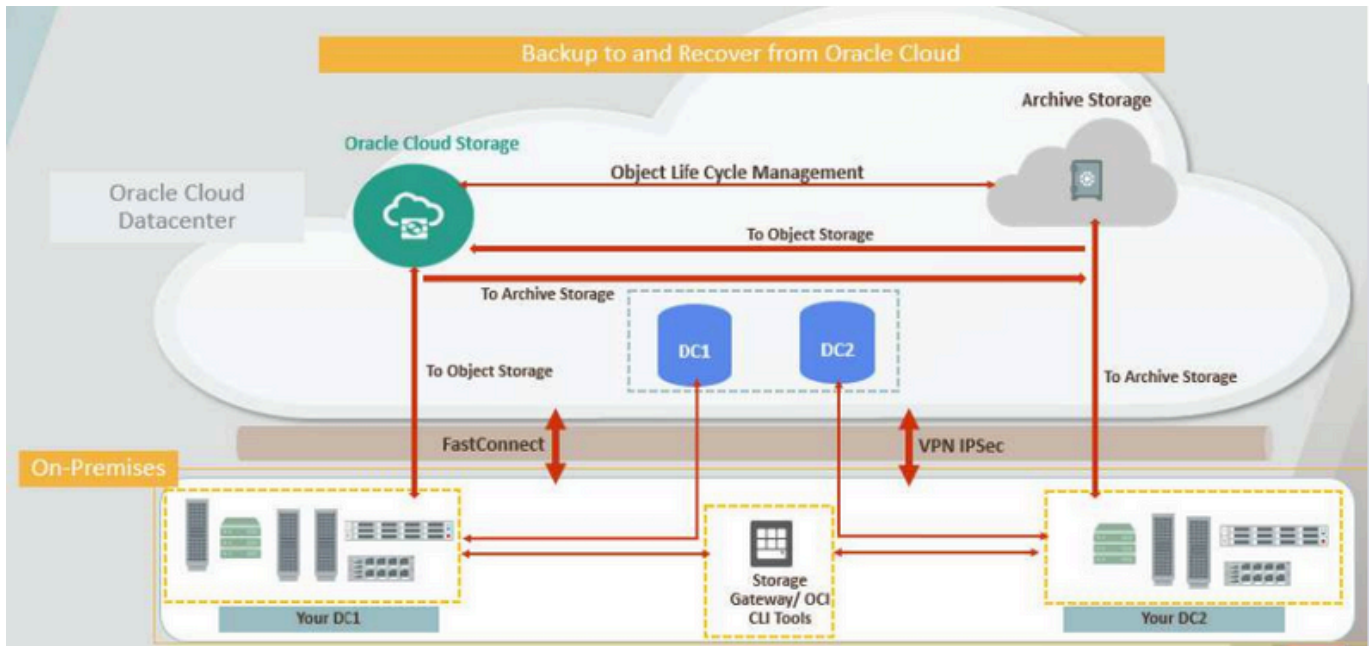 Backup to and Recover from Oracle Cloud
Archive Storage
Oracle Cloud Storage
Object Life Cycle Management
Oracle Cloud
Datacenter
To Object Storage
To Archive Storage
DC1
DC2
To Object Storage
To Archive Storage
FastConnect
VPN IPSec
On-Premises
Storage
Gateway/ OCI
CLI Tools
Your DC1
Your DC2